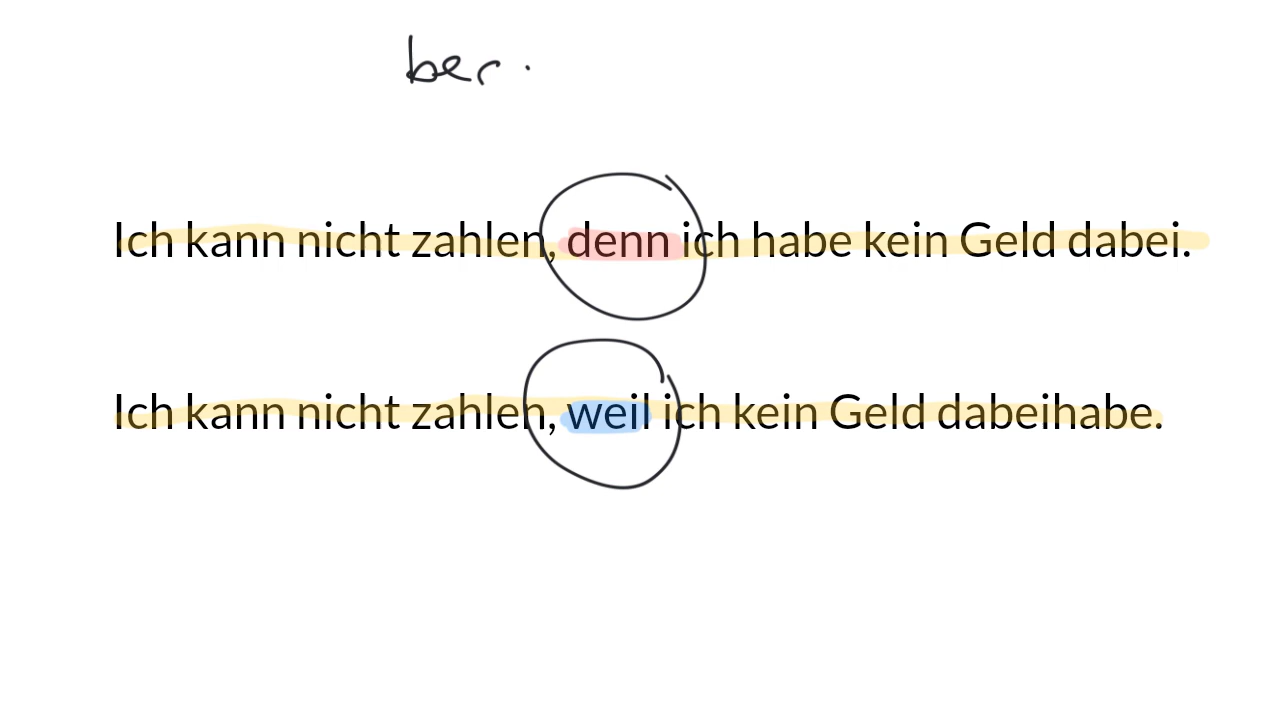 ber.
Ich kann nicht zahlen, denn ich habe kein Geld dabei.
Ich kann nicht zahlen, weil ich kein Geld dabeihabe.